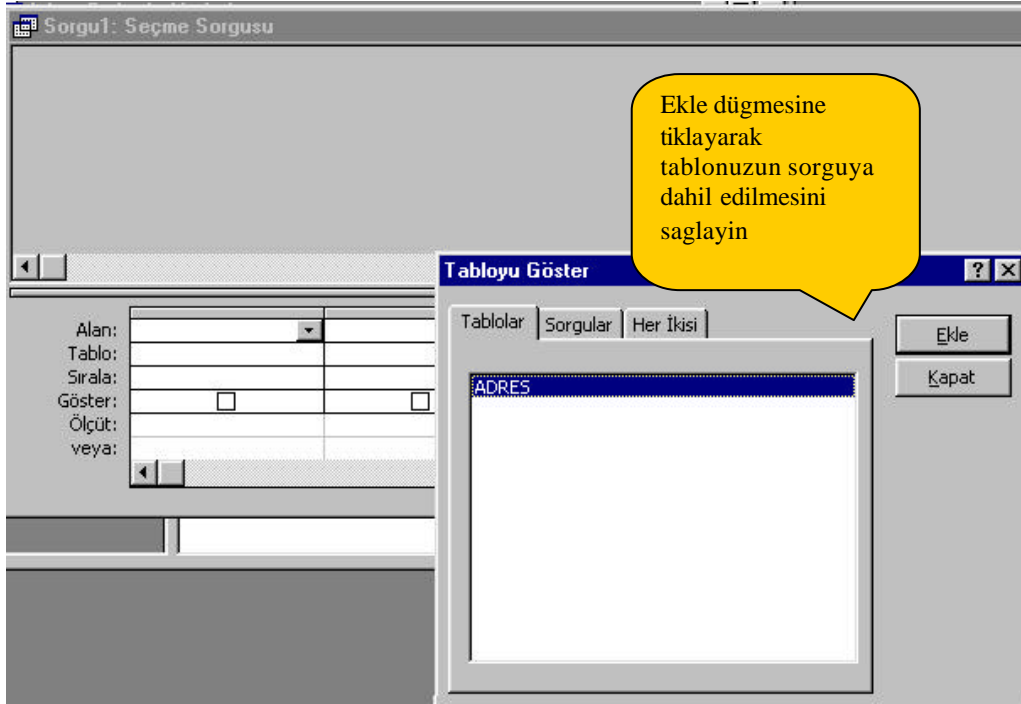 Sorgu1: Seçme Sorgusu
Ekle dügmesine
tiklayarak
tablonuzun sorguya
dahil edilmesini
saglayin
Tabloyu Göster
Tablolar Sorgular Her İkisi
Ekle
Kapat
ADRES
Alan:
Tablo:
Sırala:
Göster:
Ölçüt:
veya: